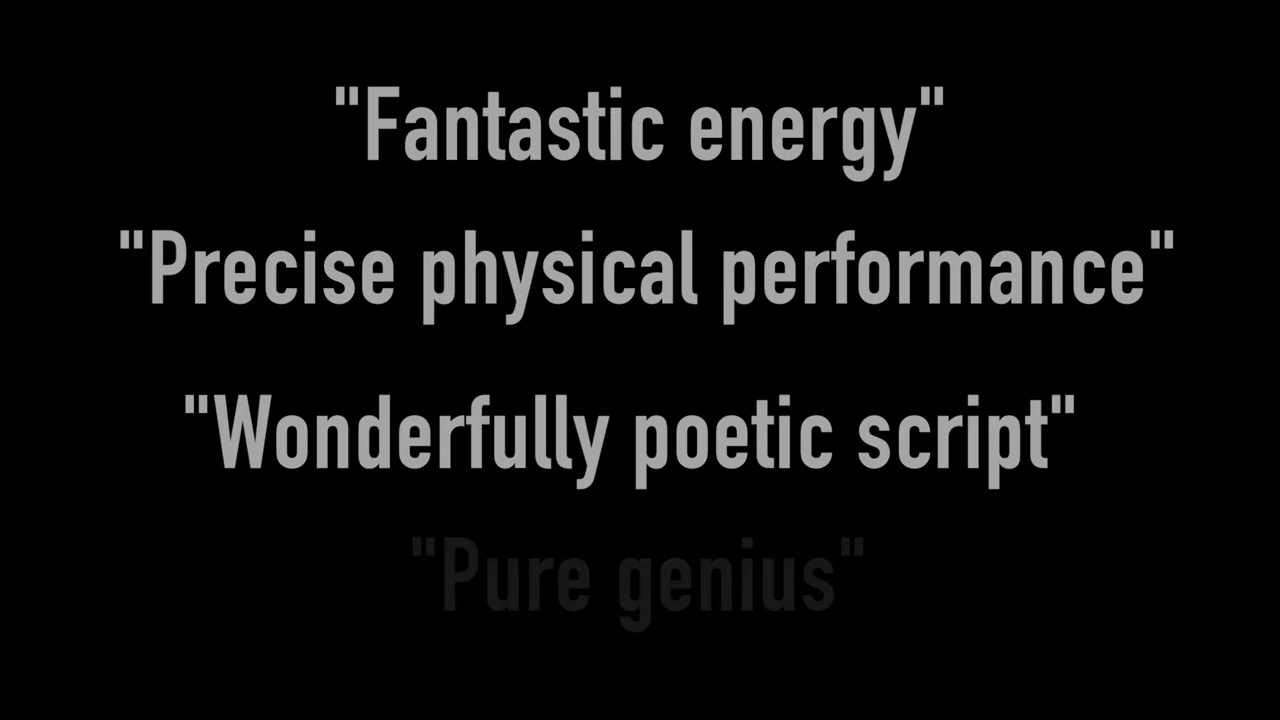 "Fantastic energy"
"Precise physical performance"
"Wonderfully poetic script"
"Pure genius"